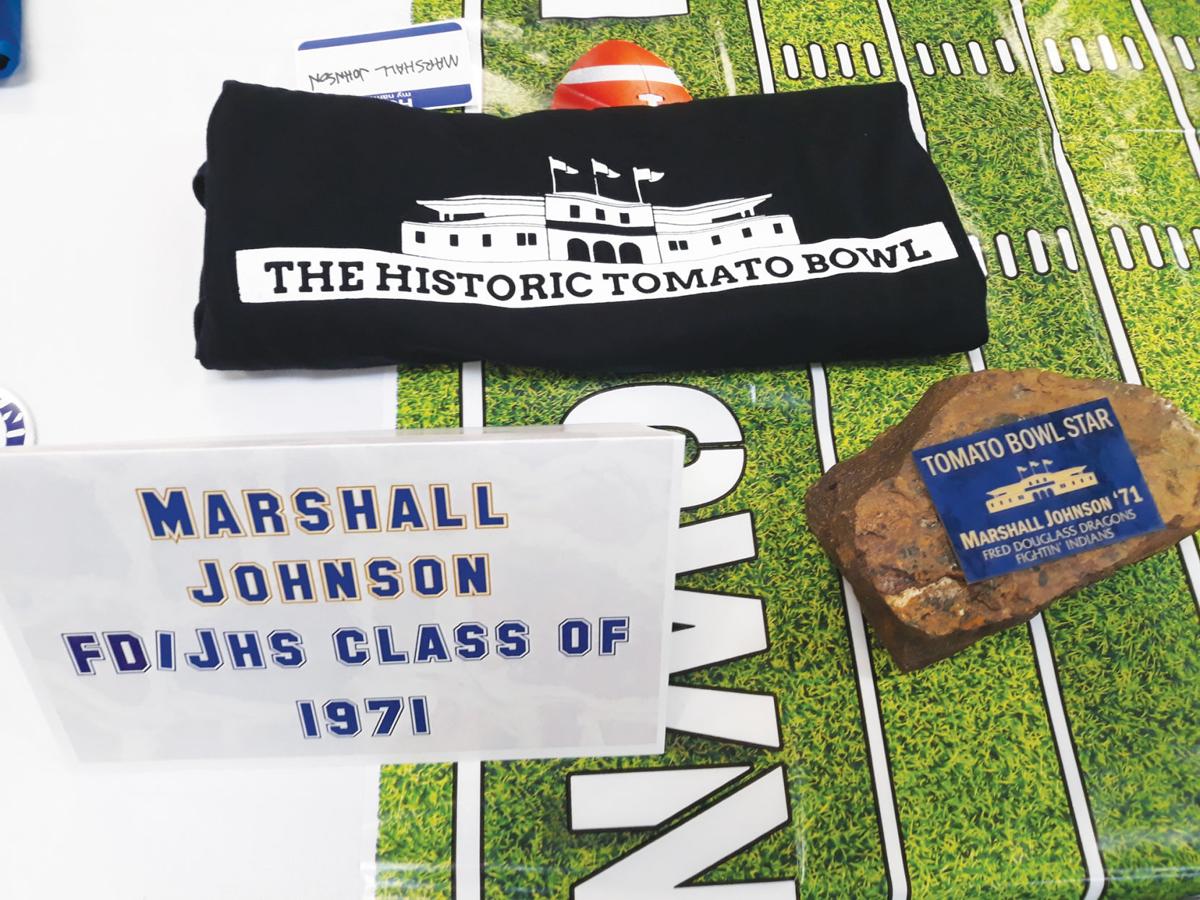 MARSHALL JOHNSON
THE HISTORIC TOMATO BOWL
TOMATO BOWL STAR
MARSHALL JOHNSON '71
FRED DOUGLASS DRAGONS
FIGHTIN' INDIANS
MARSHALL
JOHNSON
FD/JHS CLASS OF
1971